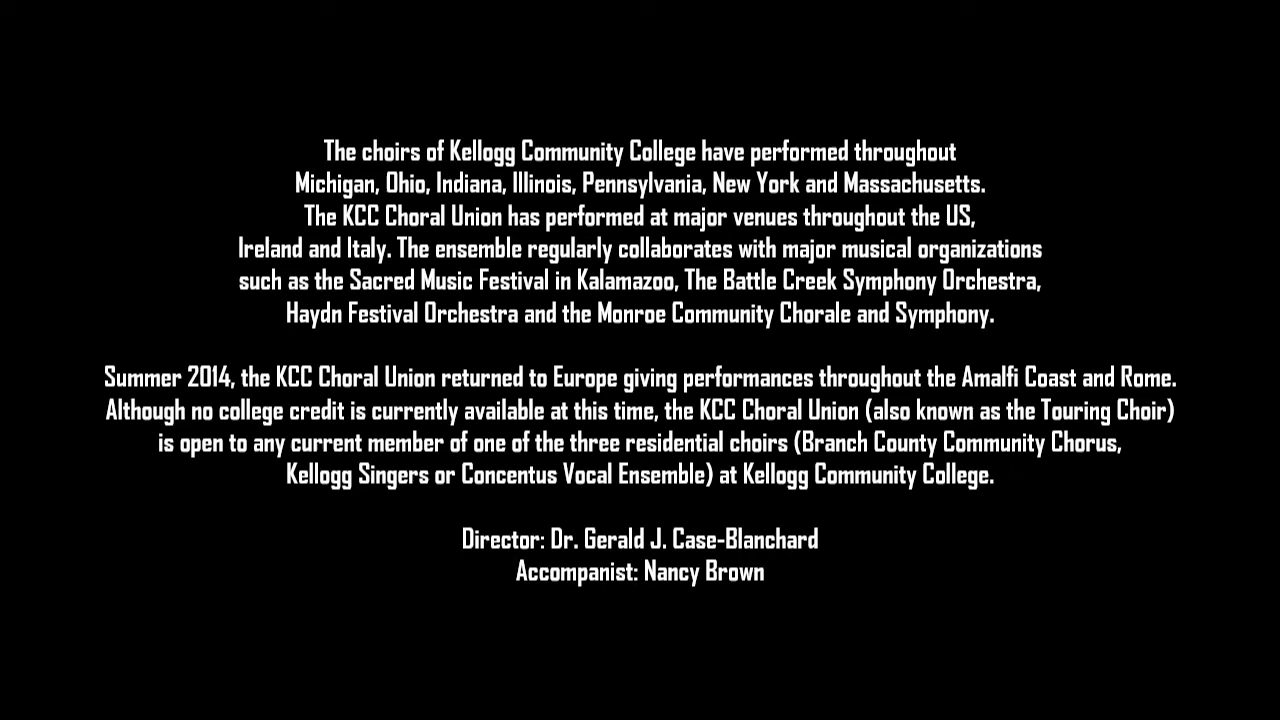 The choirs of Kellogg Community College have performed throughout
Michigan, Ohio, Indiana, Illinois, Pennsylvania, New York and Massachusetts.
The KCC Choral Union has performed at major venues throughout the US,
Ireland and Italy. The ensemble regularly collaborates with major musical organizations
such as the Sacred Music Festival in Kalamazoo, The Battle Creek Symphony Orchestra,
Haydn Festival Orchestra and the Monroe Community Chorale and Symphony.
Summer 2014, the KCC Choral Union returned to Europe giving performances throughout the Amalfi Coast and Rome.
Although no college credit is currently available at this time, the KCC Choral Union (also known as the Touring Choir)
is open to any current member of one of the three residential choirs (Branch County Community Chorus,
Kellogg Singers or Concentus Vocal Ensemble) at Kellogg Community College.
Director: Dr. Gerald J. Case-Blanchard
Accompanist: Nancy Brown